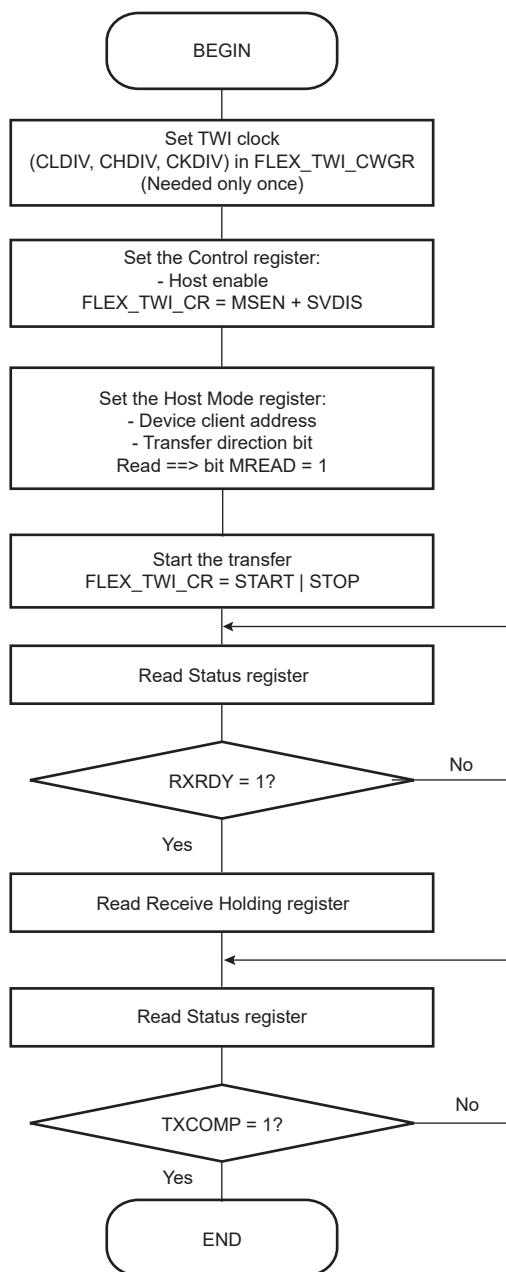 BEGIN
Set TWI clock
(CLDIV, CHDIV, CKDIV) in FLEX_TWI_CWGR
(Needed only once)
Set the Control register:
- Host enable
FLEX_TWI_CR = MSEN + SVDIS
Set the Host Mode register:
- Device client address
- Transfer direction bit
Read ==> bit MREAD = 1
Start the transfer
FLEX_TWI_CR = START | STOP
Read Status register
RXRDY = 1?
No
Yes
Read Receive Holding register
Read Status register
TXCOMP = 1?
No
Yes
END